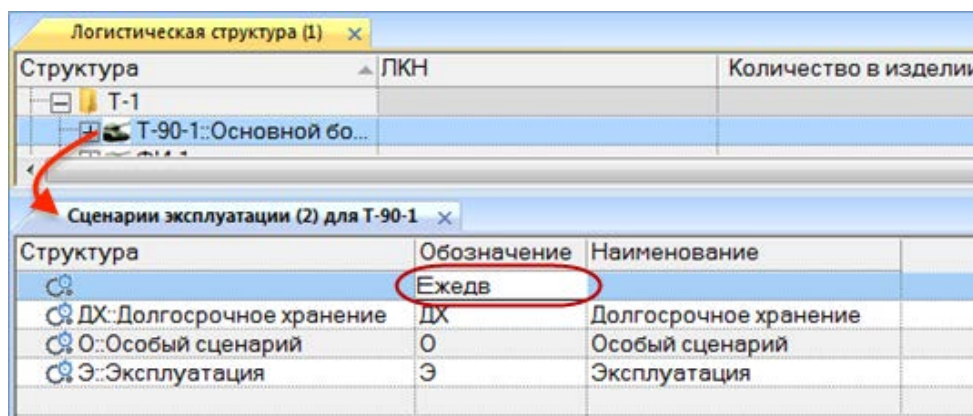 Логистическая структура (1)
Структура ЛКН Количество в изделии
Т-1
Т-90-1::Основной бо...
Сценарии эксплуатации (2) для Т-90-1
Структура Обозначение Наименование
Ежедв
ДХ::Долгосрочное хранение ДХ Долгосрочное хранение
О::Особый сценарий О Особый сценарий
Э::Эксплуатация Э Эксплуатация